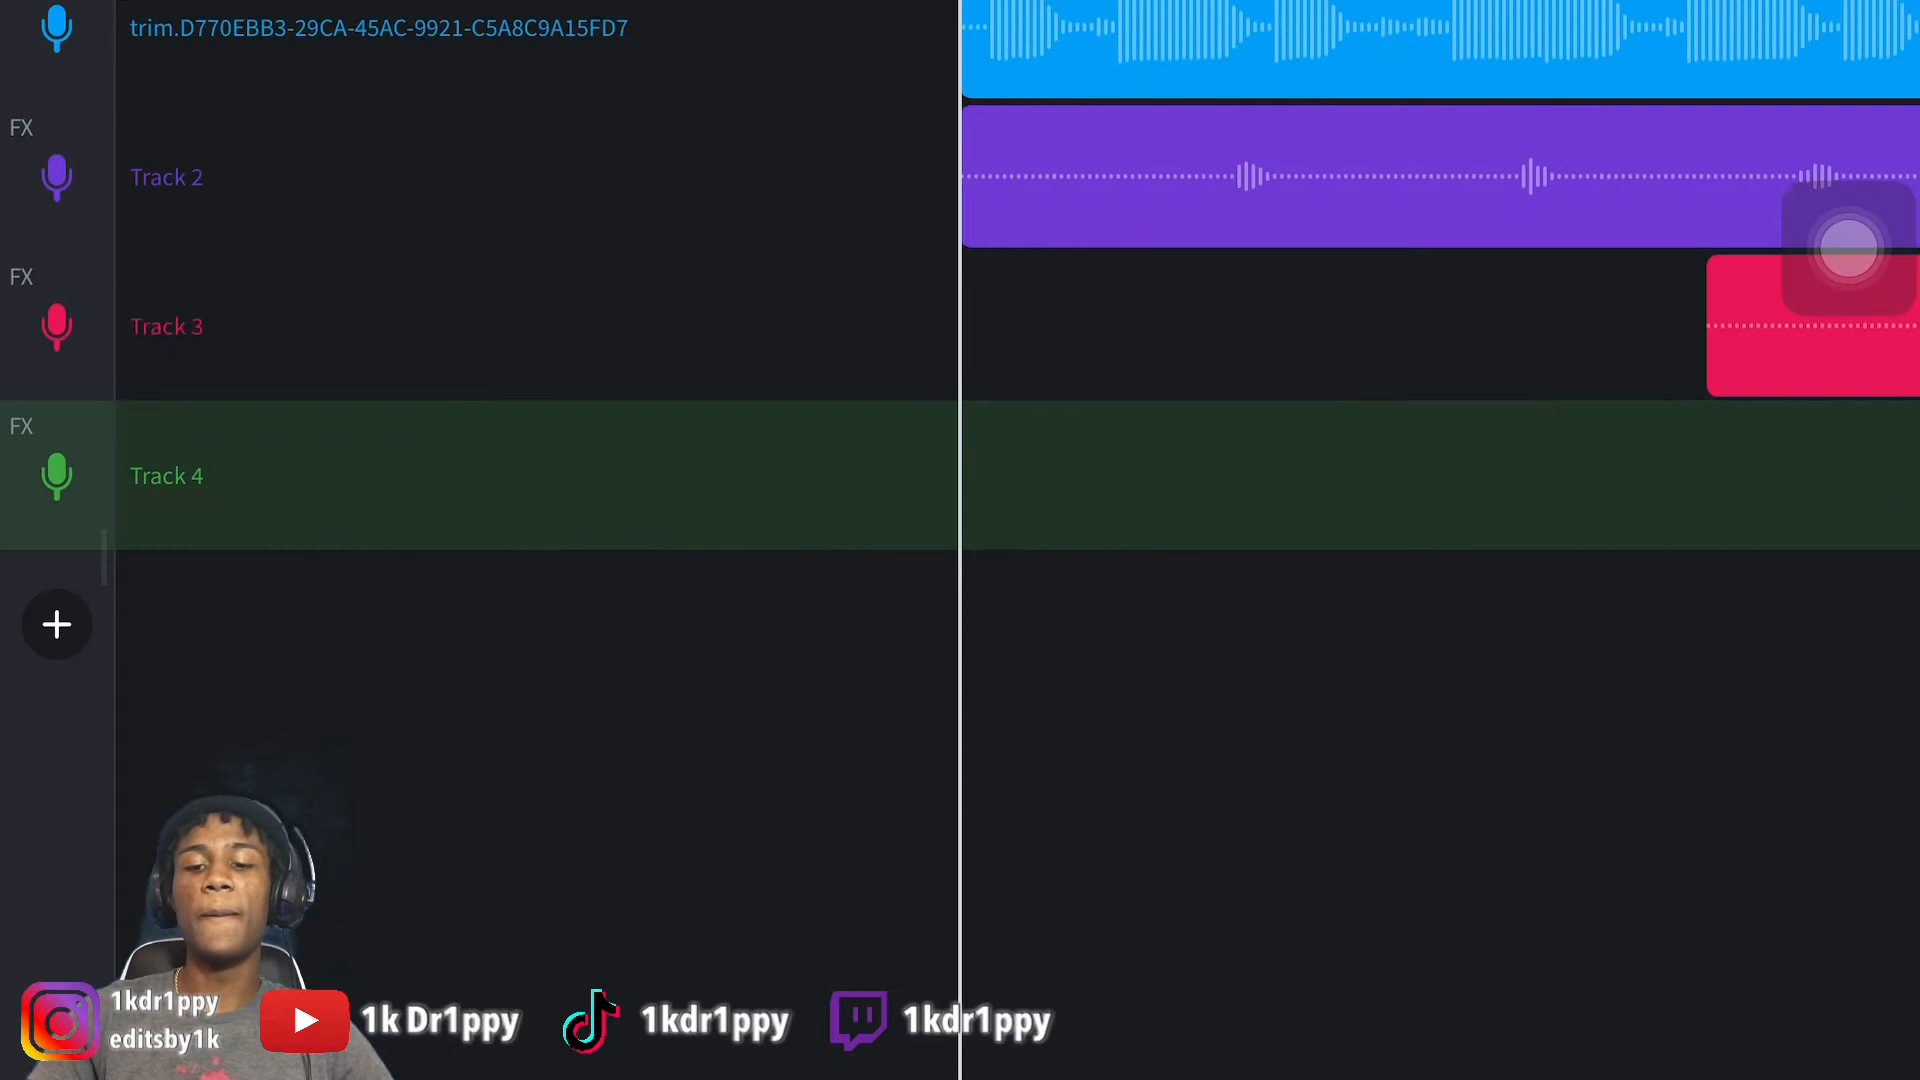 trim.D770EBB3-29CA-45AC-9921-C5A8C9A15FD7
FX
Track 2
FX
Track 3
FX
Track 4
1kdr1ppy
editsby1k
1k Dr1ppy
1kdr1ppy
1kdr1ppy